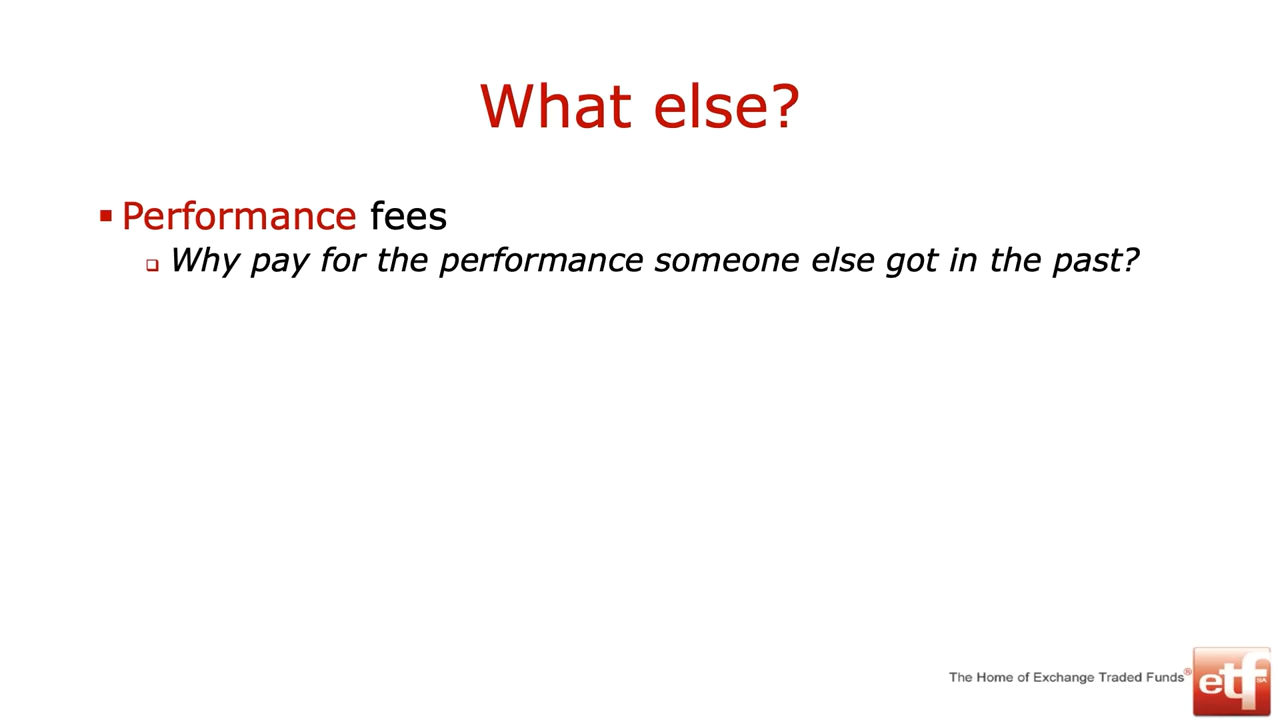 What else?
Performance fees
Why pay for the performance someone else got in the past?
The Home of Exchange Traded Funds®
etf
SA